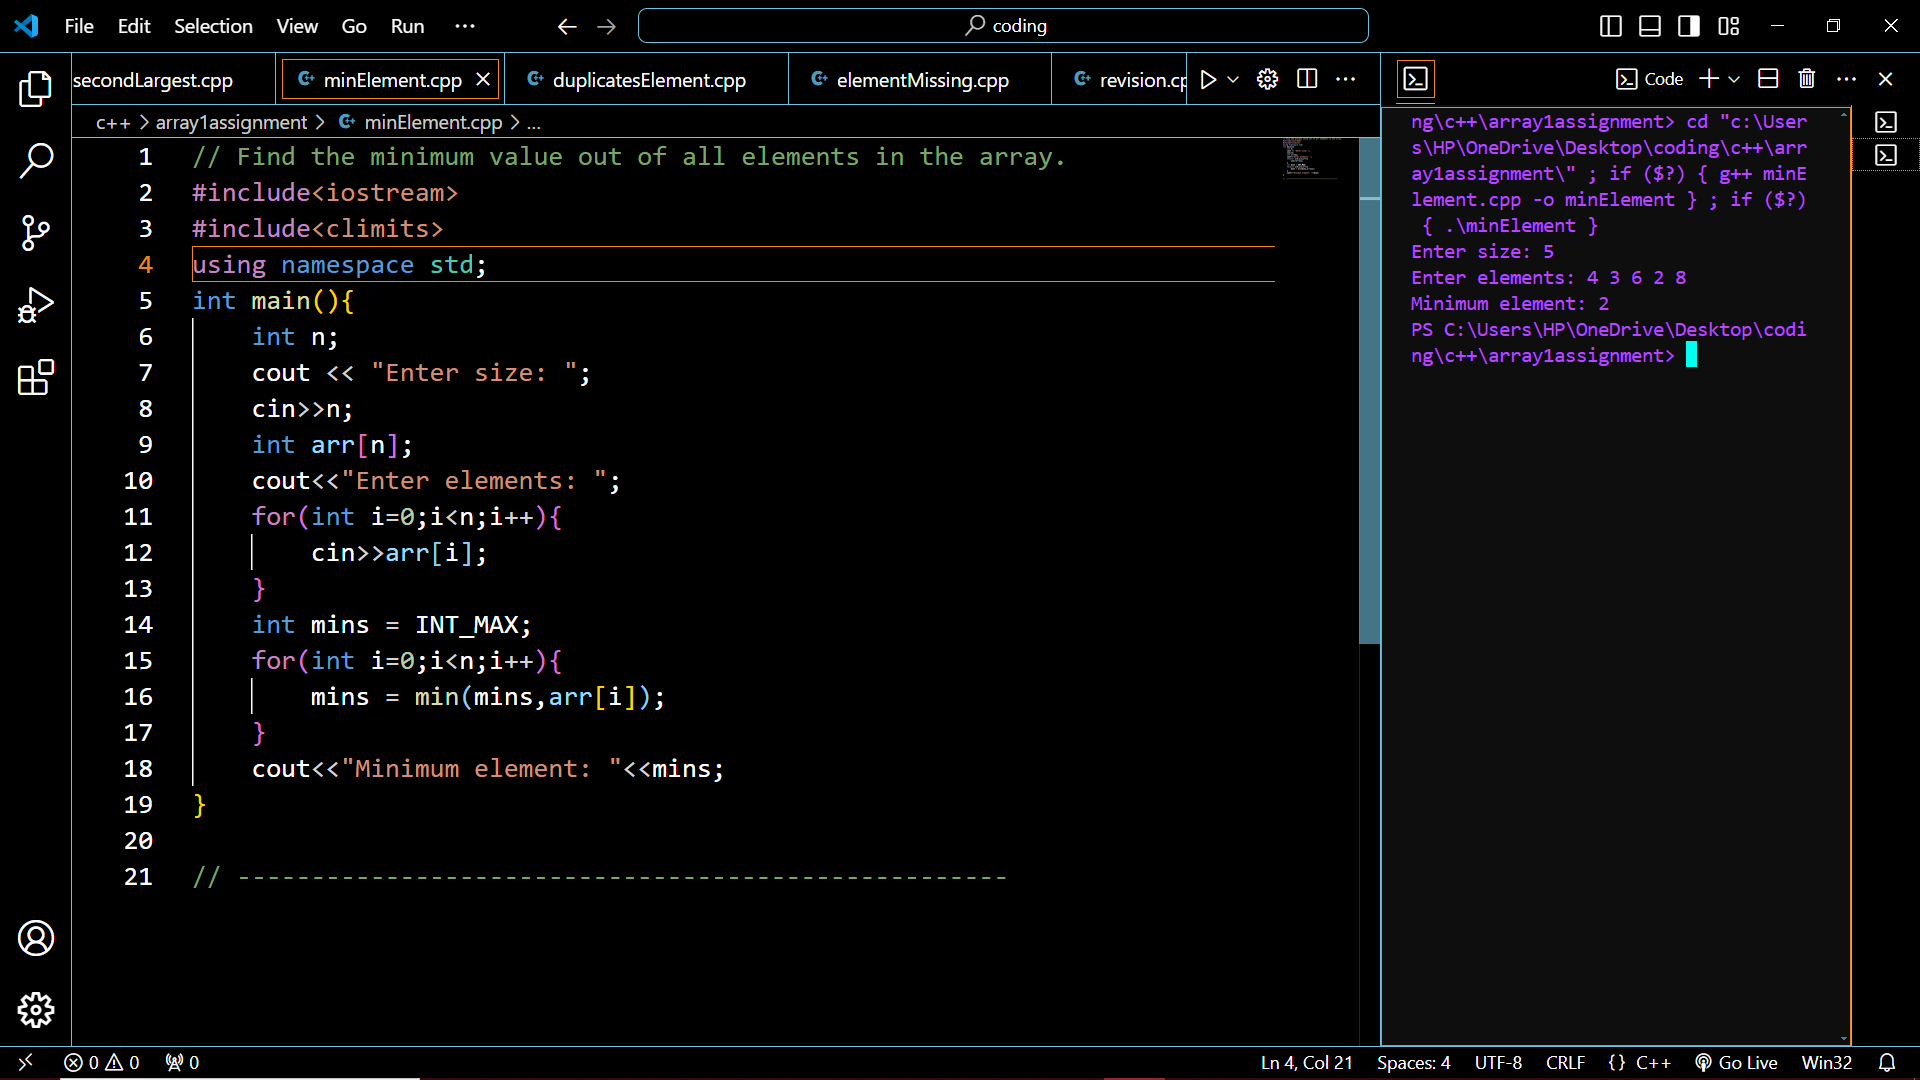 File Edit Selection View Go Run ··· coding
secondLargest.cpp minElement.cpp duplicatesElement.cpp elementMissing.cpp revision.cp
Code
c++ > array1assignment > minElement.cpp > ...
1 // Find the minimum value out of all elements in the array.
2 #include<iostream>
3 #include<climits>
4 using namespace std;
5 int main(){
6 int n;
7 cout << "Enter size: ";
8 cin>>n;
9 int arr[n];
10 cout<<"Enter elements: ";
11 for(int i=0;i<n;i++){
12 cin>>arr[i];
13 }
14 int mins = INT_MAX;
15 for(int i=0;i<n;i++){
16 mins = min(mins,arr[i]);
17 }
18 cout<<"Minimum element: "<<mins;
19 }
20
21 // ----------------------------------------------------
ng\c++\array1assignment> cd "c:\User
s\HP\OneDrive\Desktop\coding\c++\arr
ay1assignment\" ; if ($?) { g++ minE
lement.cpp -o minElement } ; if ($?)
{ .\minElement }
Enter size: 5
Enter elements: 4 3 6 2 8
Minimum element: 2
PS C:\Users\HP\OneDrive\Desktop\codi
ng\c++\array1assignment>
0 0 0 Ln 4, Col 21 Spaces: 4 UTF-8 CRLF {} C++ Go Live Win32